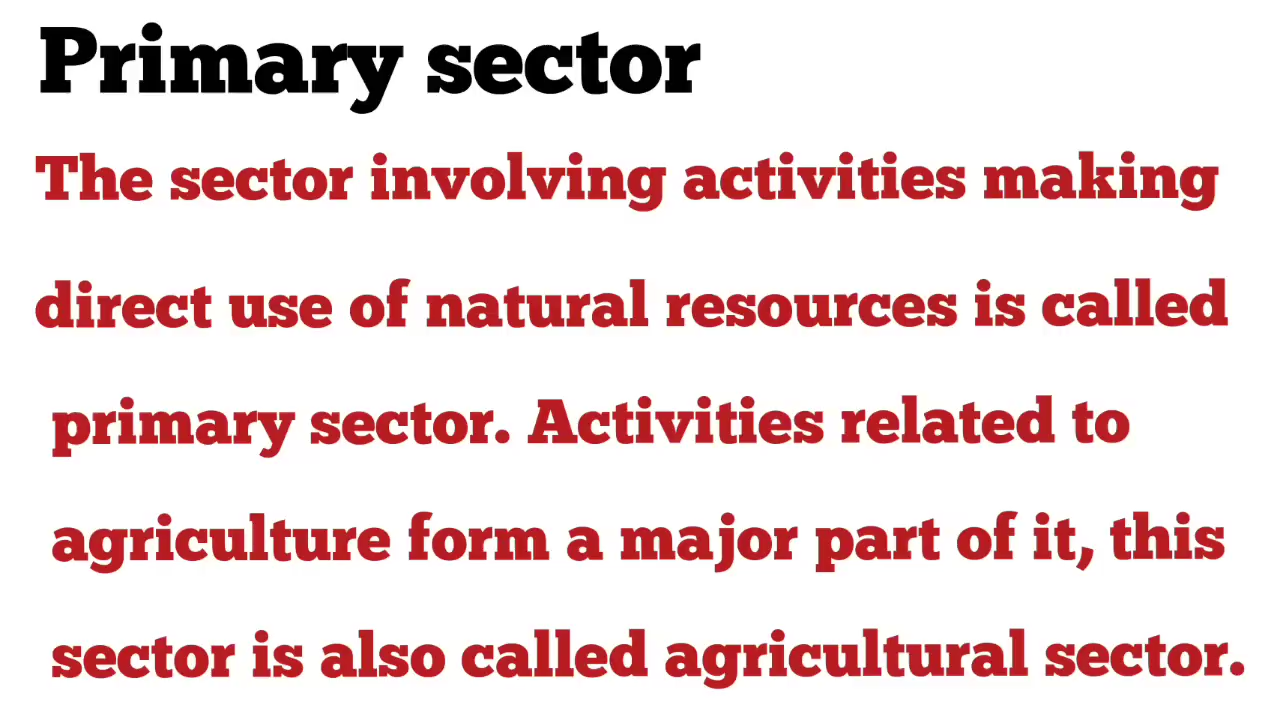 Primary sector
The sector involving activities making
direct use of natural resources is called
primary sector. Activities related to
agriculture form a major part of it, this
sector is also called agricultural sector.